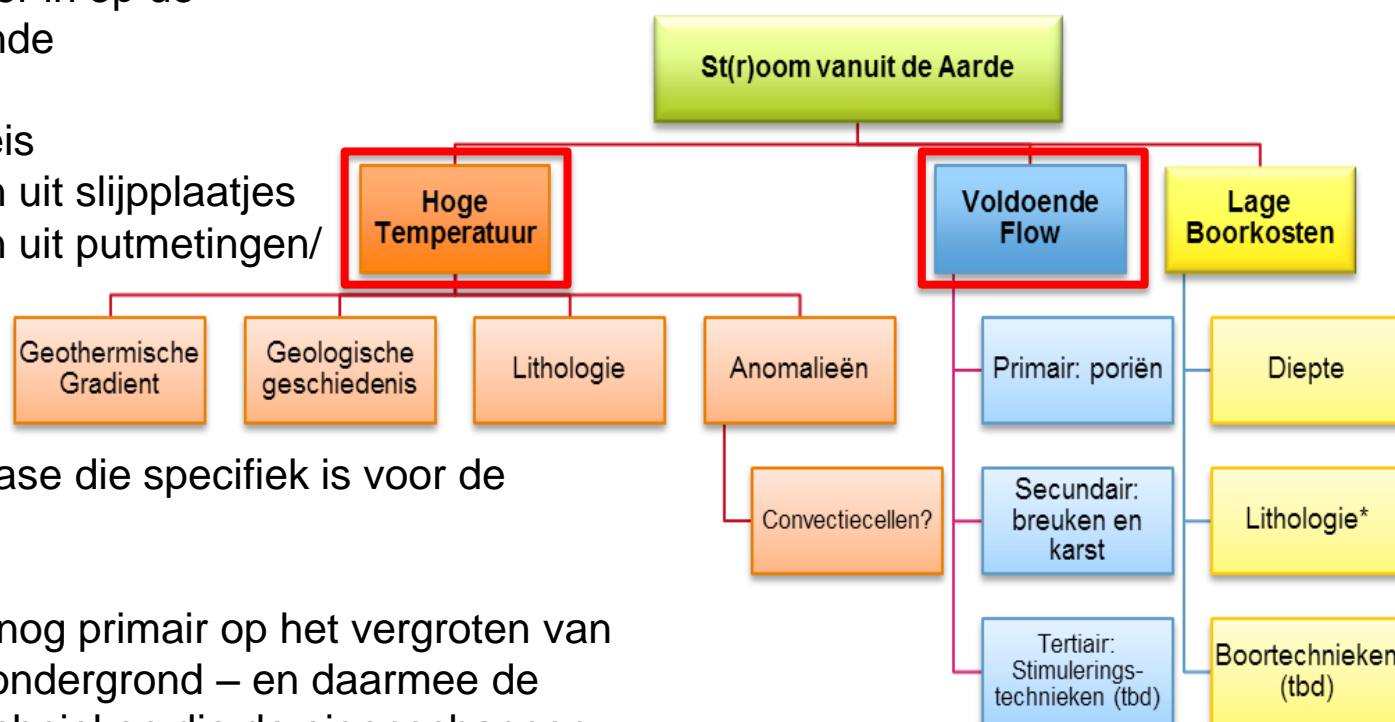 nde
eis
n uit slijpplaatjes
n uit putmetingen/
ase die specifiek is voor de
nog primair op het vergroten van
ondergrond – en daarmee de
St(r)oom vanuit de Aarde
Hoge
Temperatuur
Voldoende
Flow
Lage
Boorkosten
Geothermische
Gradient
Geologische
geschiedenis
Lithologie
Anomalieën
Convectiecellen?
Primair: poriën
Secundair:
breuken en
karst
Tertiair:
Stimulerings-
technieken (tbd)
Diepte
Lithologie*
Boortechnieken
(tbd)